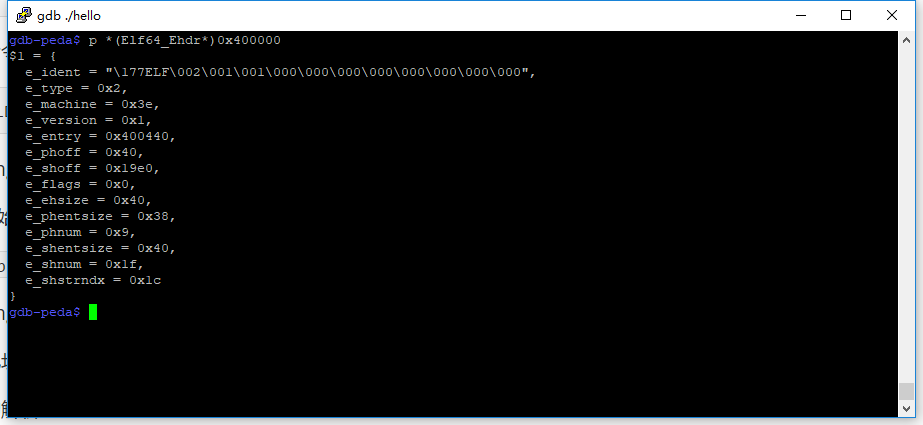 gdb ./hello
gdb-peda$ p *(Elf64_Ehdr*)0x400000
$1 = {
  e_ident = "\177ELF\002\001\001\000\000\000\000\000\000\000\000",
  e_type = 0x2,
  e_machine = 0x3e,
  e_version = 0x1,
  e_entry = 0x400440,
  e_phoff = 0x40,
  e_shoff = 0x19e0,
  e_flags = 0x0,
  e_ehsize = 0x40,
  e_phentsize = 0x38,
  e_phnum = 0x9,
  e_shentsize = 0x40,
  e_shnum = 0x1f,
  e_shstrndx = 0x1c
}
gdb-peda$